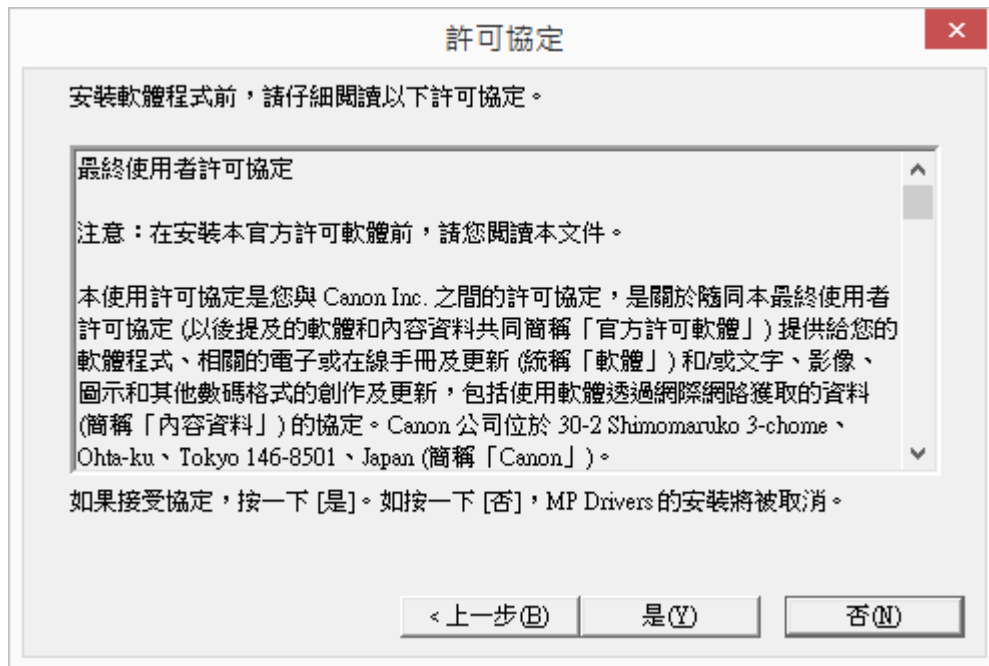 許可協定
安裝軟體程式前，請仔細閱讀以下許可協定。
最終使用者許可協定
注意：在安裝本官方許可軟體前，請您閱讀本文件。
本使用許可協定是您與 Canon Inc. 之間的許可協定，是關於隨同本最終使用者
許可協定 (以後提及的軟體和內容資料共同簡稱「官方許可軟體」) 提供給您的
軟體程式、相關的電子或在線手冊及更新 (統稱「軟體」) 和/或文字、影像、
圖示和其他數碼格式的創作及更新，包括使用軟體透過網際網路獲取的資料
(簡稱「內容資料」) 的協定。Canon 公司位於 30-2 Shimomaruko 3-chome、
Ohta-ku、Tokyo 146-8501、Japan (簡稱「Canon」)。
如果接受協定，按一下 [是]。如按一下 [否]，MP Drivers 的安裝將被取消。
< 上一步(B) 是(Y) 否(N)